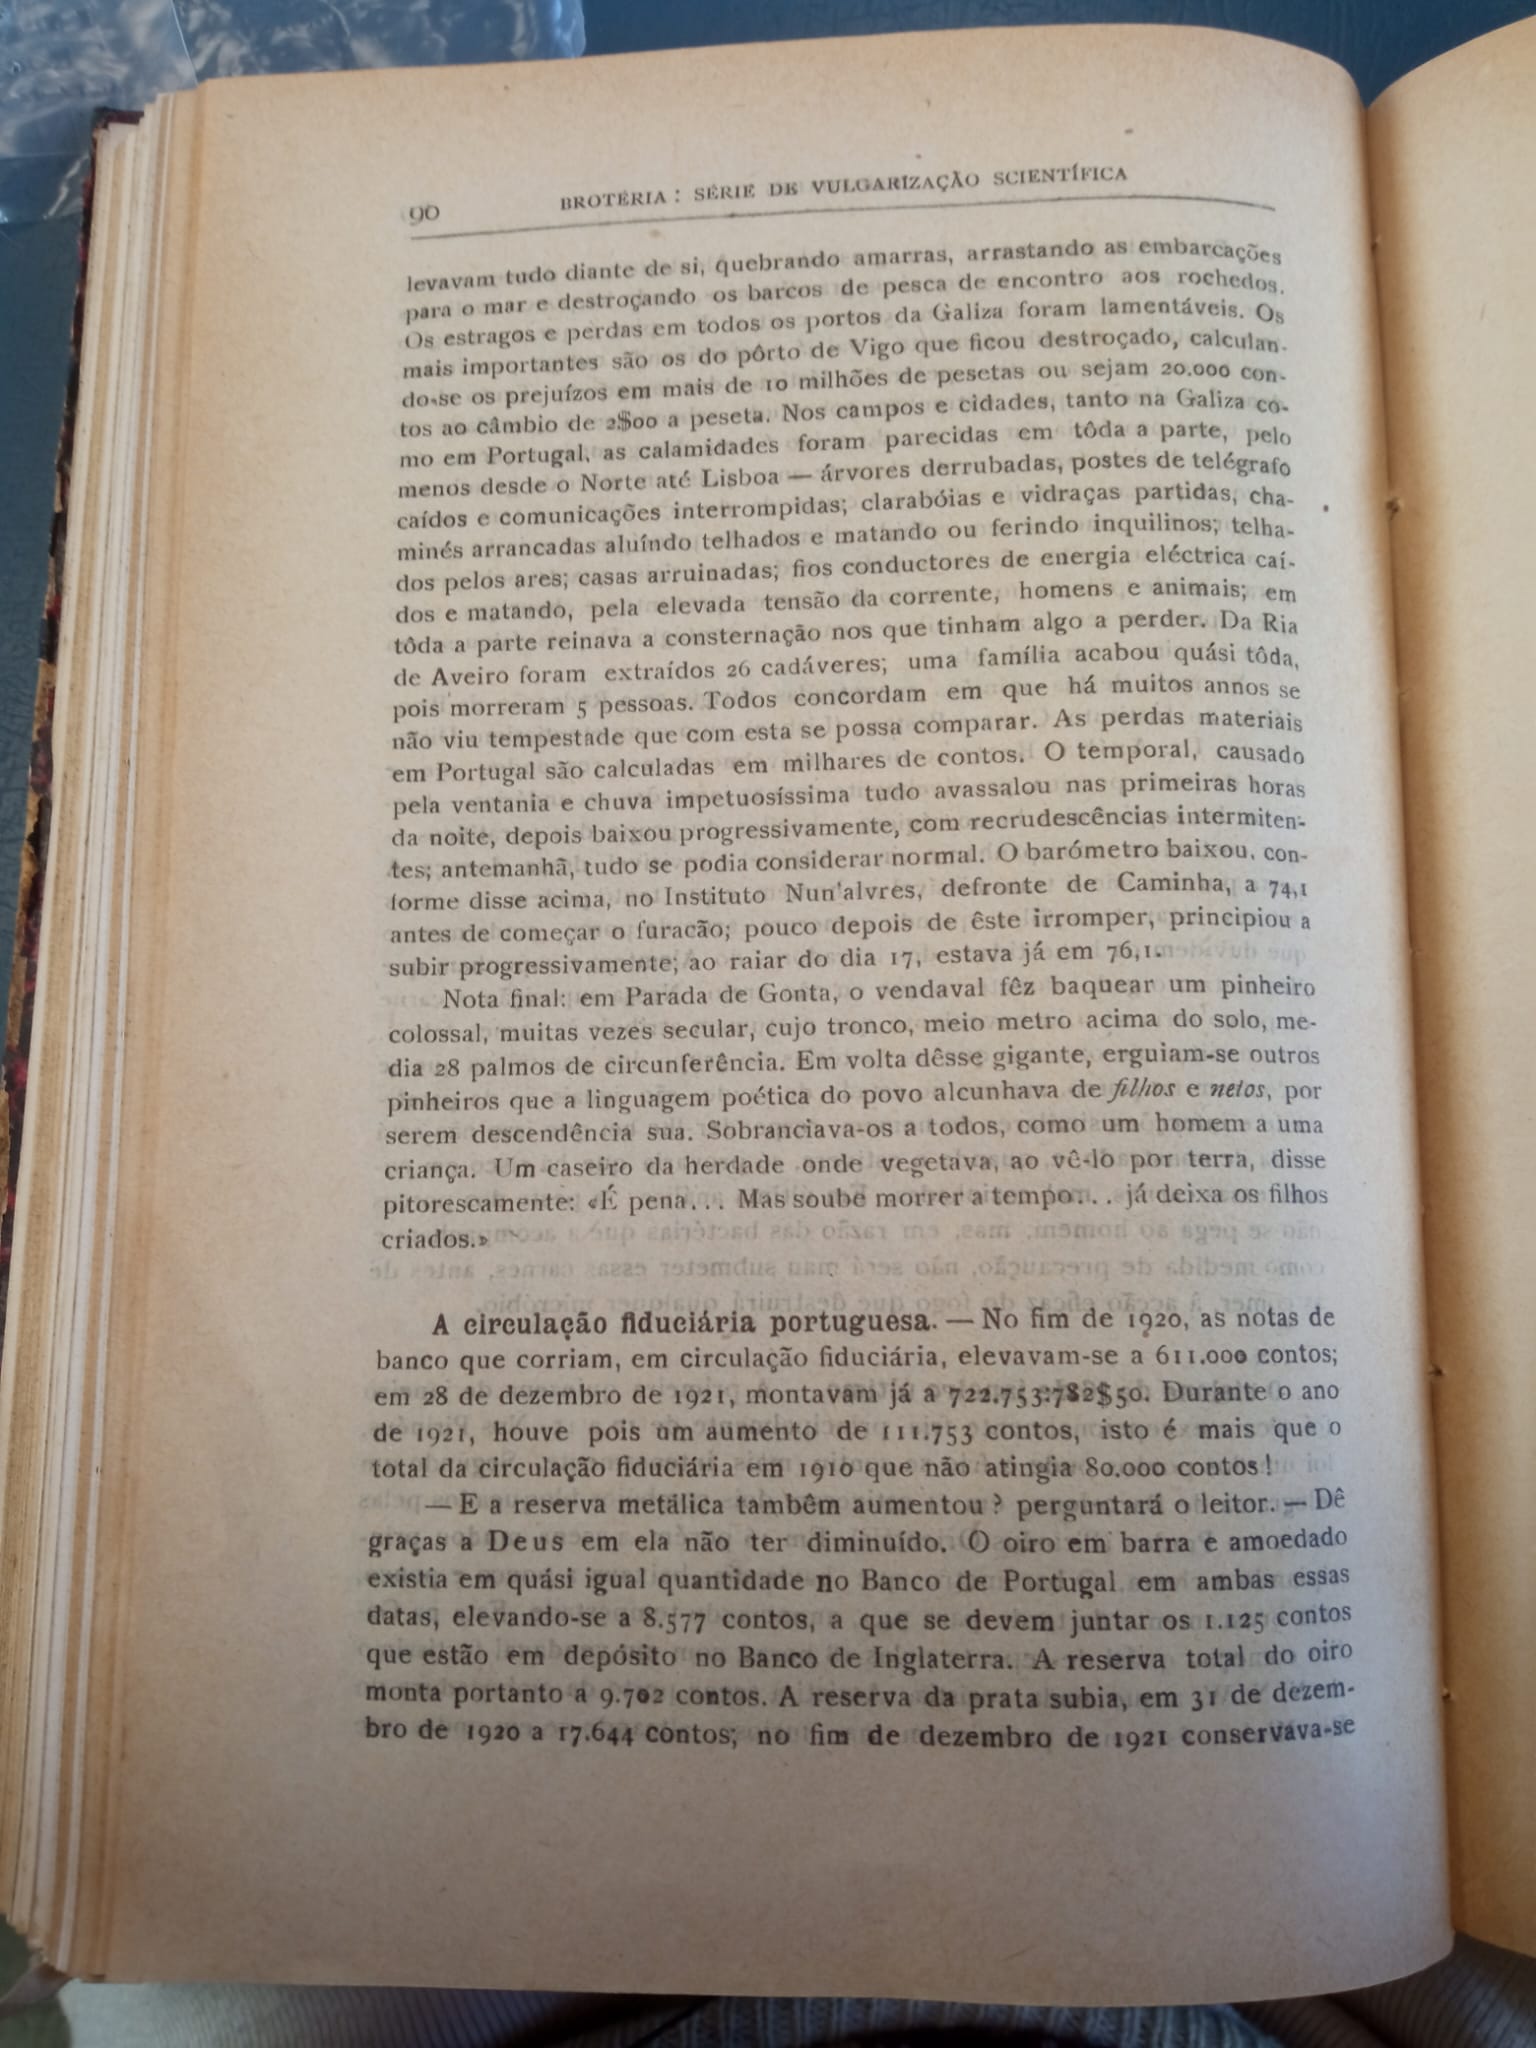 90 BROTÉRIA: SÉRIE DE VULGARIZAÇÃO SCIENTÍFICA
levavam tudo diante de si, quebrando amarras, arrastando as embarcações
para o mar e destroçando os barcos de pesca de encontro aos rochedos.
Os estragos e perdas em todos os portos da Galiza foram lamentáveis. Os
mais importantes são os do pôrto de Vigo que ficou destroçado, calculan-
do-se os prejuízos em mais de 10 milhões de pesetas ou sejam 20.000 con-
tos ao câmbio de 2$00 a peseta. Nos campos e cidades, tanto na Galiza co-
mo em Portugal, as calamidades foram parecidas em tôda a parte, pelo
menos desde o Norte até Lisboa — árvores derrubadas, postes de telégrafo
caídos e comunicações interrompidas; clarabóias e vidraças partidas, cha-
minés arrancadas aluíndo telhados e matando ou ferindo inquilinos; telha-
dos pelos ares; casas arruinadas; fios conductores de energia eléctrica caí-
dos e matando, pela elevada tensão da corrente, homens e animais; em
tôda a parte reinava a consternação nos que tinham algo a perder. Da Ria
de Aveiro foram extraídos 26 cadáveres; uma família acabou quási tôda,
pois morreram 5 pessoas. Todos concordam em que há muitos annos se
não viu tempestade que com esta se possa comparar. As perdas materiais
em Portugal são calculadas em milhares de contos. O temporal, causado
pela ventania e chuva impetuosíssima tudo avassalou nas primeiras horas
da noite, depois baixou progressivamente, com recrudescências intermiten-
tes; antemanhã, tudo se podia considerar normal. O barómetro baixou, con-
forme disse acima, no Instituto Nun'alvres, defronte de Caminha, a 74,1
antes de começar o furacão; pouco depois de êste irromper, principiou a
subir progressivamente; ao raiar do dia 17, estava já em 76,1.
Nota final: em Parada de Gonta, o vendaval fêz baquear um pinheiro
colossal, muitas vezes secular, cujo tronco, meio metro acima do solo, me-
dia 28 palmos de circunferência. Em volta dêsse gigante, erguiam-se outros
pinheiros que a linguagem poética do povo alcunhava de filhos e netos, por
serem descendência sua. Sobranciava-os a todos, como um homem a uma
criança. Um caseiro da herdade onde vegetava, ao vê-lo por terra, disse
pitorescamente: «É pena... Mas soube morrer a tempo... já deixa os filhos
criados.»
A circulação fiduciária portuguesa. — No fim de 1920, as notas de
banco que corriam, em circulação fiduciária, elevavam-se a 611.000 contos;
em 28 de dezembro de 1921, montavam já a 722.753:782$50. Durante o ano
de 1921, houve pois um aumento de 111.753 contos, isto é mais que o
total da circulação fiduciária em 1910 que não atingia 80.000 contos!
— E a reserva metálica tambêm aumentou? perguntará o leitor. — Dê
graças a Deus em ela não ter diminuído. O oiro em barra e amoedado
existia em quási igual quantidade no Banco de Portugal em ambas essas
datas, elevando-se a 8.577 contos, a que se devem juntar os 1.125 contos
que estão em depósito no Banco de Inglaterra. A reserva total do oiro
monta portanto a 9.702 contos. A reserva da prata subia, em 31 de dezem-
bro de 1920 a 17.644 contos; no fim de dezembro de 1921 conservava-se